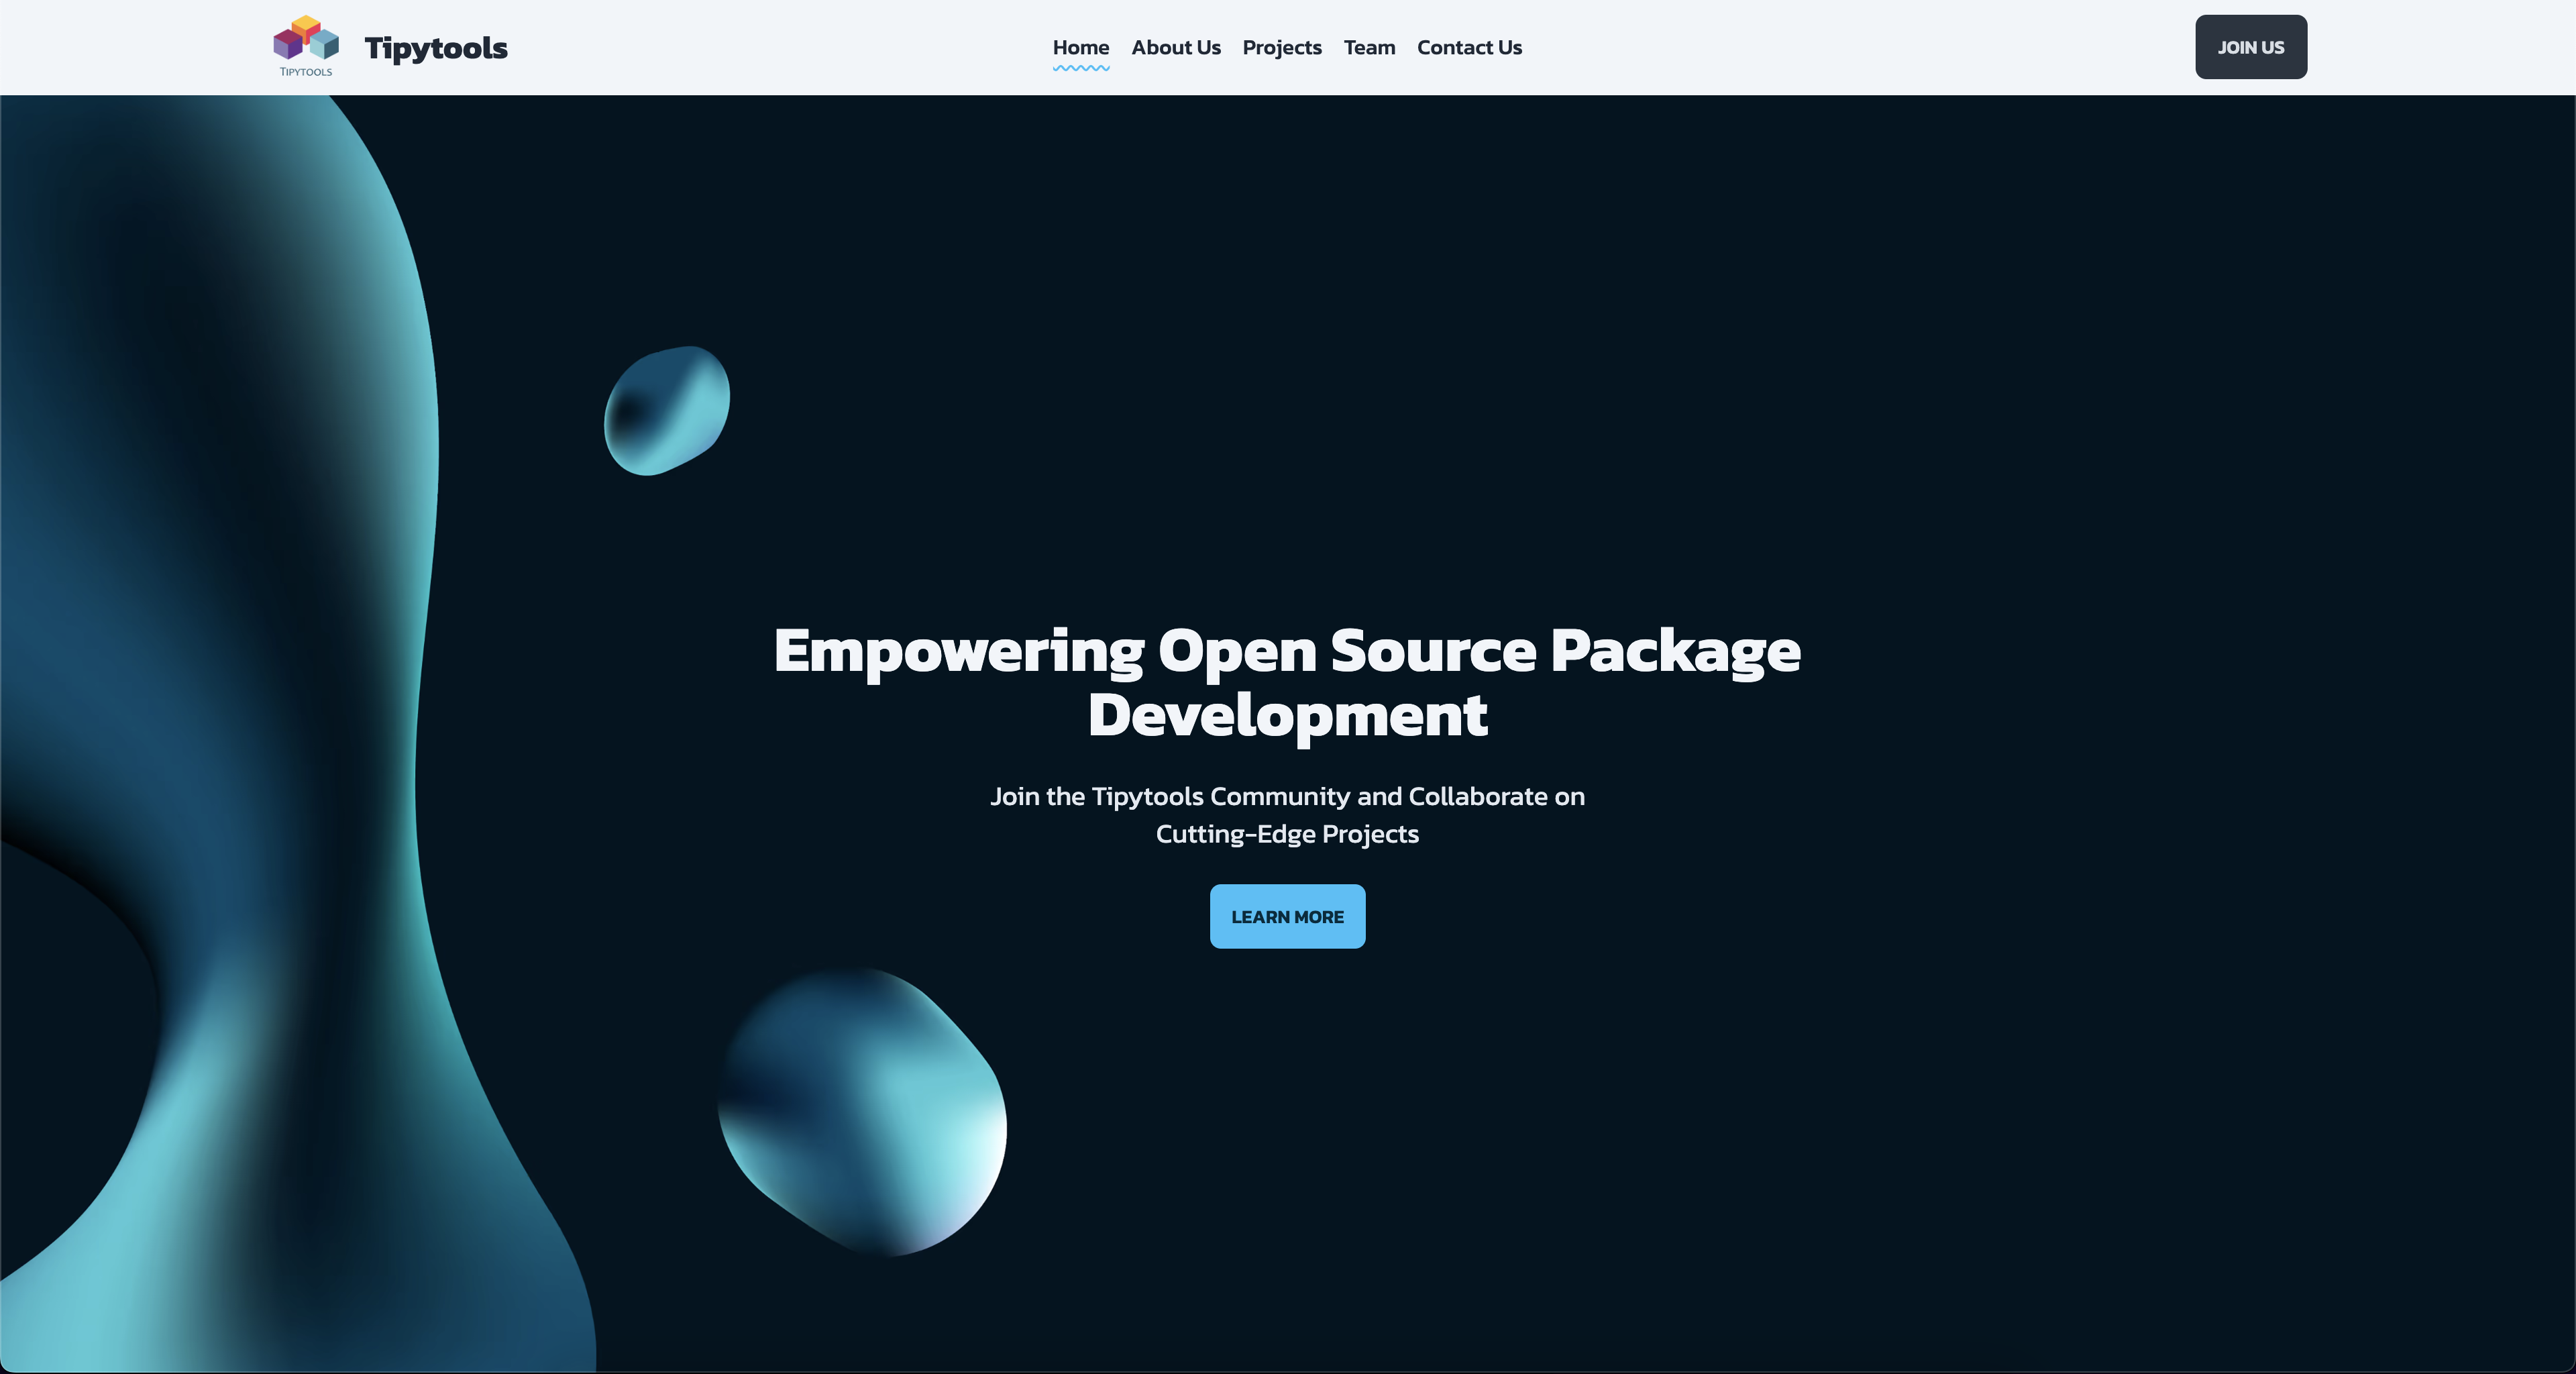 TIPYTOOLS
Tipytools
Home About Us Projects Team Contact Us
JOIN US
Empowering Open Source Package
Development
Join the Tipytools Community and Collaborate on
Cutting-Edge Projects
LEARN MORE